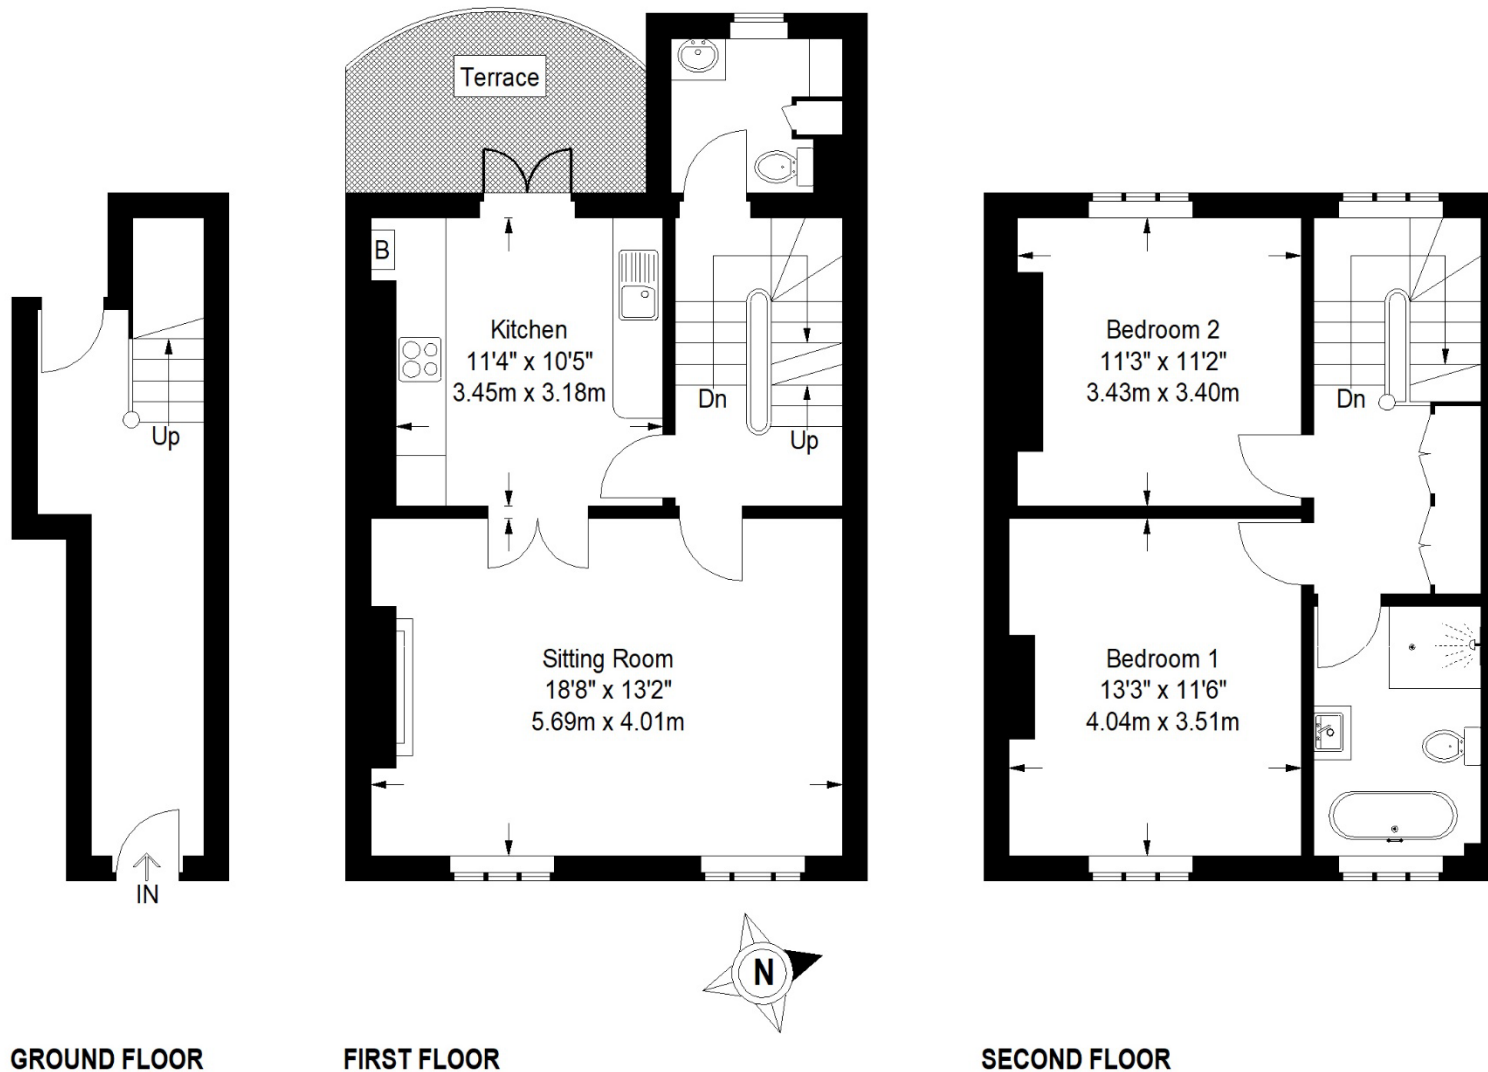 Terrace
B
Kitchen
11'4" x 10'5"
3.45m x 3.18m
Dn
Up
Up
Sitting Room
18'8" x 13'2"
5.69m x 4.01m
IN
Bedroom 2
11'3" x 11'2"
3.43m x 3.40m
Dn
Bedroom 1
13'3" x 11'6"
4.04m x 3.51m
N
GROUND FLOOR
FIRST FLOOR
SECOND FLOOR